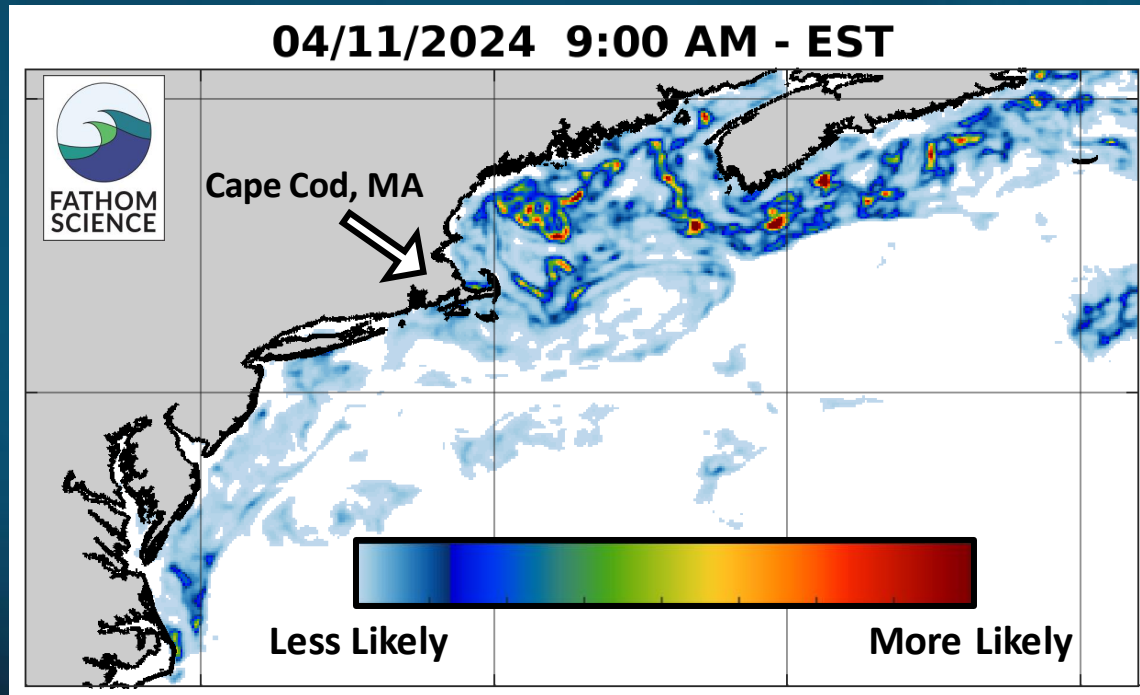 04/11/2024 9:00 AM - EST
FATHOM
SCIENCE
Cape Cod, MA
Less Likely
More Likely